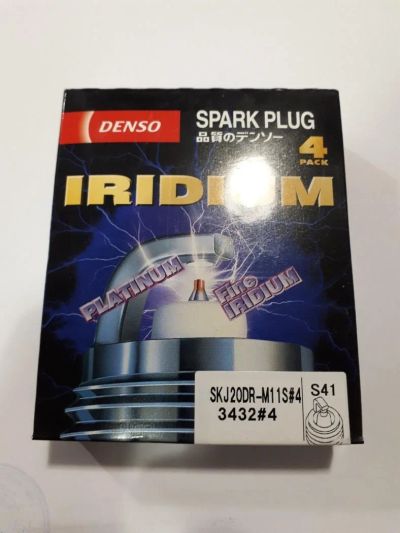 DENSO
SPARK PLUG
品質のデンソー
4
PACK
IRIDIUM
PLATINUM
Fine
IRIDIUM
SKJ20DR-M11S#4
3432#4
S41